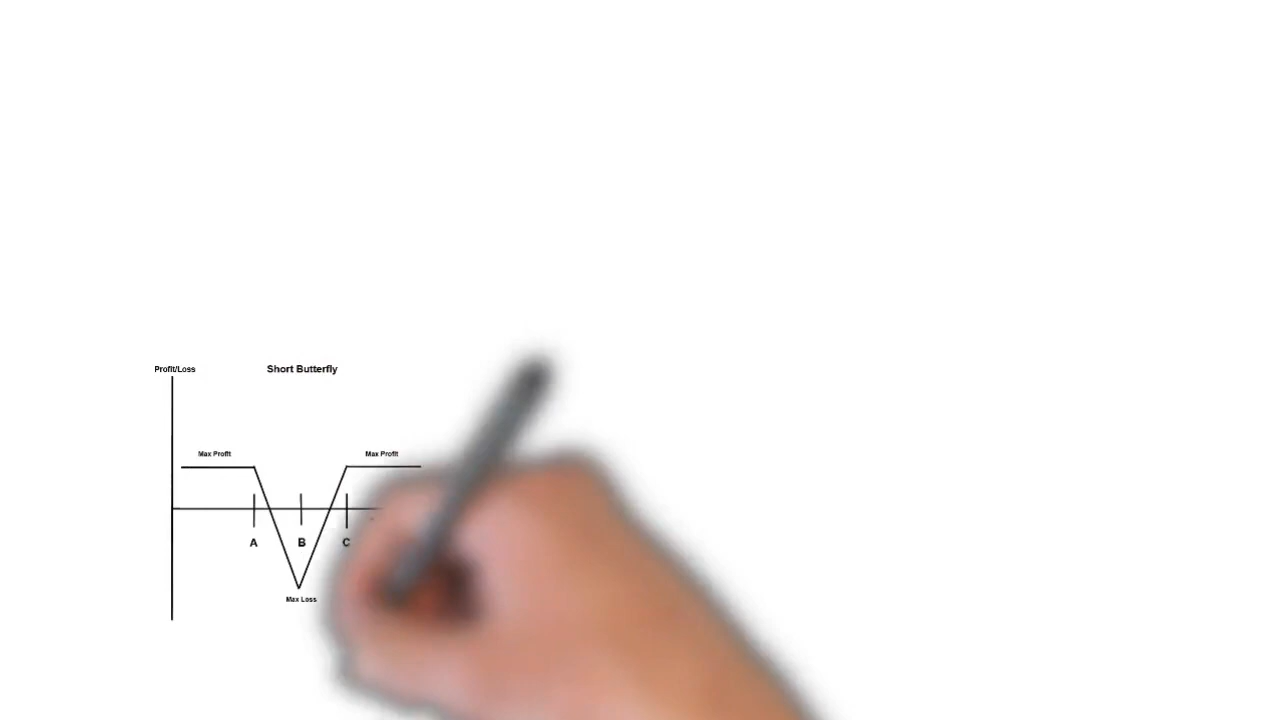 Profit/Loss
Short Butterfly
Max Profit
Max Profit
A
B
C
Max Loss